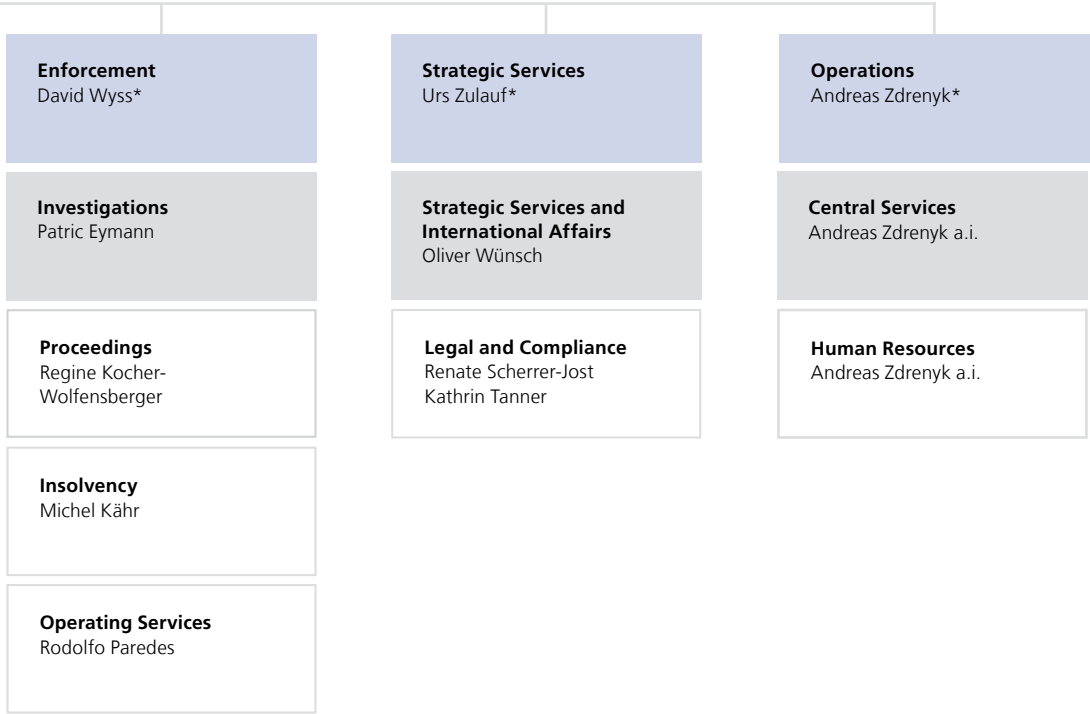 Enforcement
David Wyss*
Investigations
Patric Eymann
Proceedings
Regine Kocher-
Wolfensberger
Insolvency
Michel Kähr
Operating Services
Rodolfo Paredes
Strategic Services
Urs Zulauf*
Strategic Services and
International Affairs
Oliver Wünsch
Legal and Compliance
Renate Scherrer-Jost
Kathrin Tanner
Operations
Andreas Zdrenyk*
Central Services
Andreas Zdrenyk a.i.
Human Resources
Andreas Zdrenyk a.i.